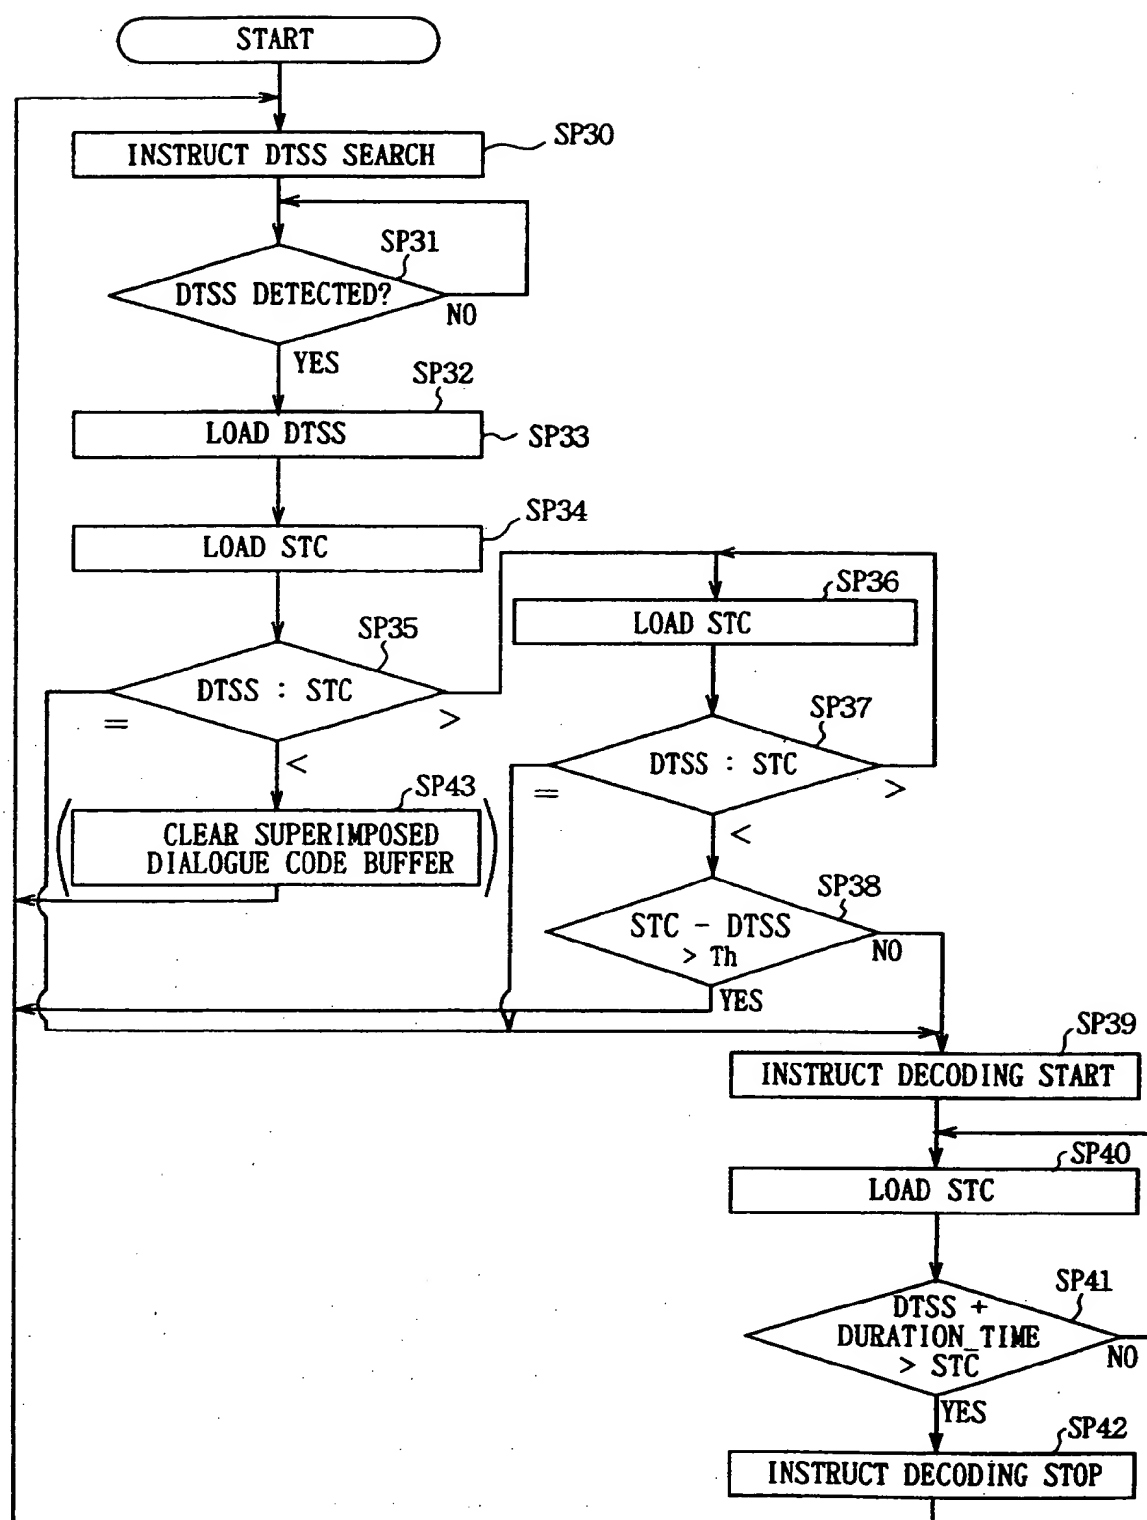 START
SP30
INSTRUCT DTSS SEARCH
SP31
DTSS DETECTED?
NO
YES
SP32
LOAD DTSS
SP33
SP34
LOAD STC
SP36
LOAD STC
SP35
DTSS : STC
=
>
<
SP37
DTSS : STC
=
>
<
SP43
CLEAR SUPERIMPOSED
DIALOGUE CODE BUFFER
SP38
STC - DTSS
> Th
NO
YES
SP39
INSTRUCT DECODING START
SP40
LOAD STC
SP41
DTSS +
DURATION_TIME
> STC
NO
YES
SP42
INSTRUCT DECODING STOP